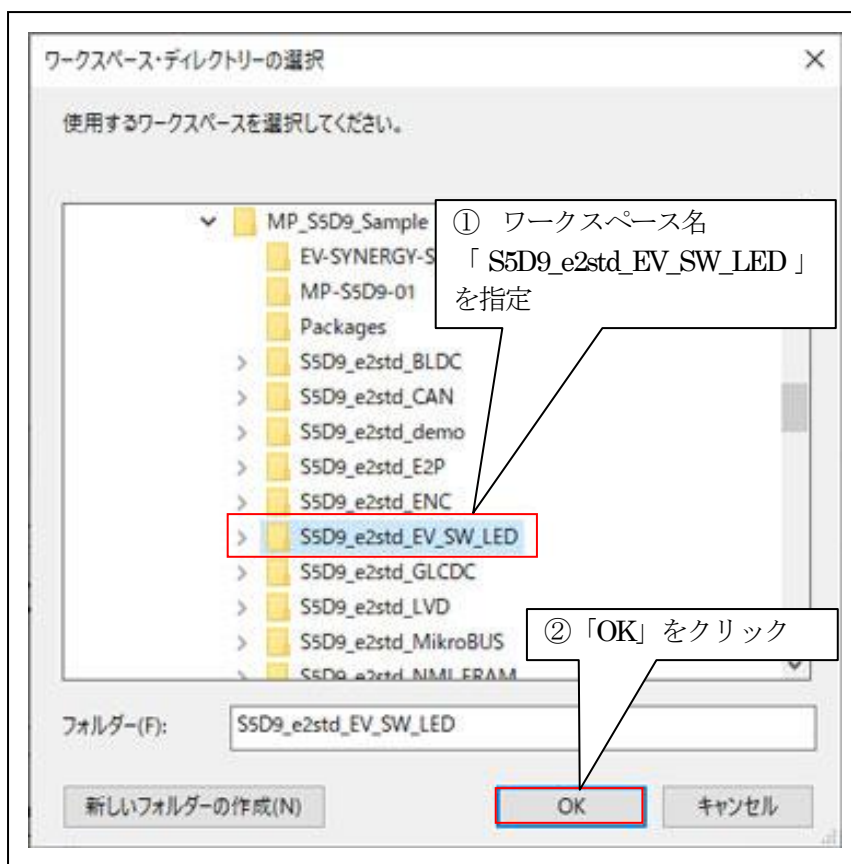 ワークスペース・ディレクトリーの選択
使用するワークスペースを選択してください。
MP_S5D9_Sample
① ワークスペース名
「 S5D9_e2std_EV_SW_LED 」
を指定
EV-SYNERGY-S
MP-S5D9-01
Packages
S5D9_e2std_BLDC
S5D9_e2std_CAN
S5D9_e2std_demo
S5D9_e2std_E2P
S5D9_e2std_ENC
S5D9_e2std_EV_SW_LED
S5D9_e2std_GLCDC
S5D9_e2std_LVD
S5D9_e2std_MikroBUS
②「OK」をクリック
S5D9_e2std_NMI_FRAM
フォルダー(F):
S5D9_e2std_EV_SW_LED
新しいフォルダーの作成(N)
OK
キャンセル